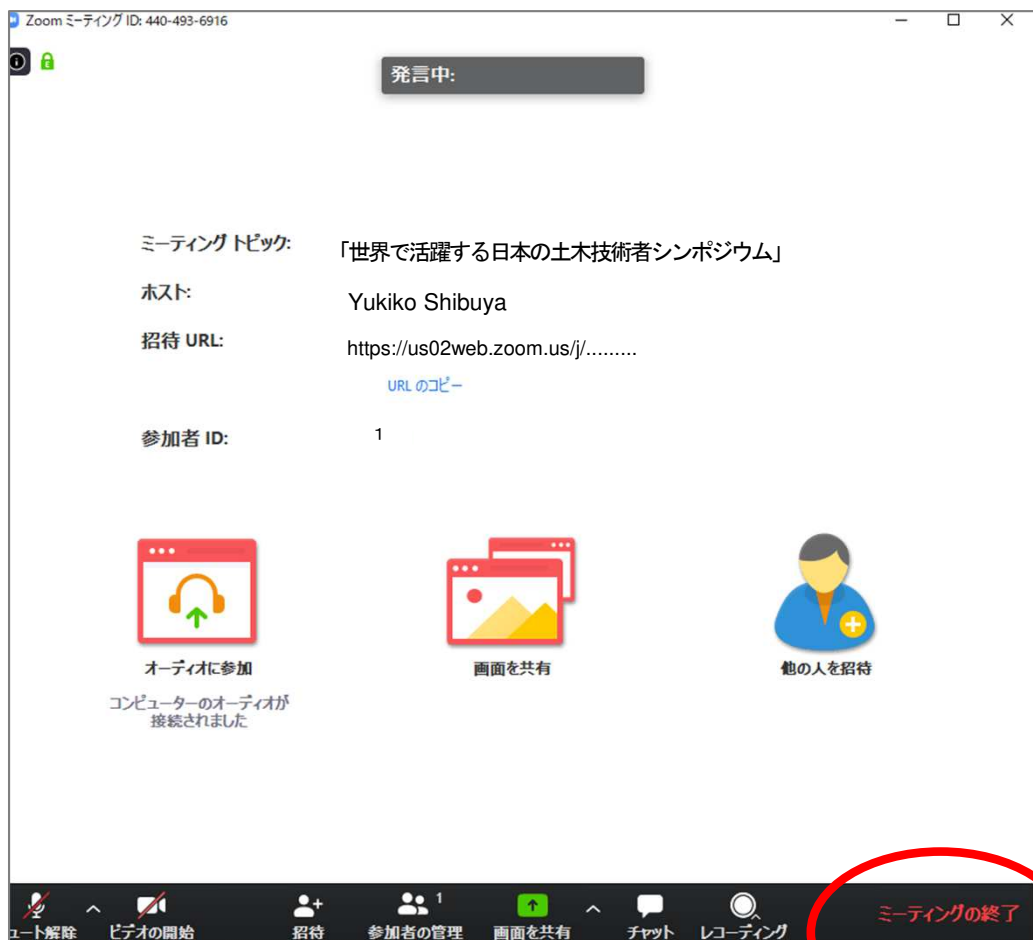 Zoom ミーティング ID: 440-493-6916
発言中:
ミーティング トピック: 「世界で活躍する日本の土木技術者シンポジウム」
ホスト: Yukiko Shibuya
招待 URL: https://us02web.zoom.us/j/.........
URL のコピー
参加者 ID: 1
オーディオに参加 画面を共有 他の人を招待
コンピューターのオーディオが
接続されました
1
ュート解除 ビデオの開始 招待 参加者の管理 画面を共有 チャット レコーディング ミーティングの終了